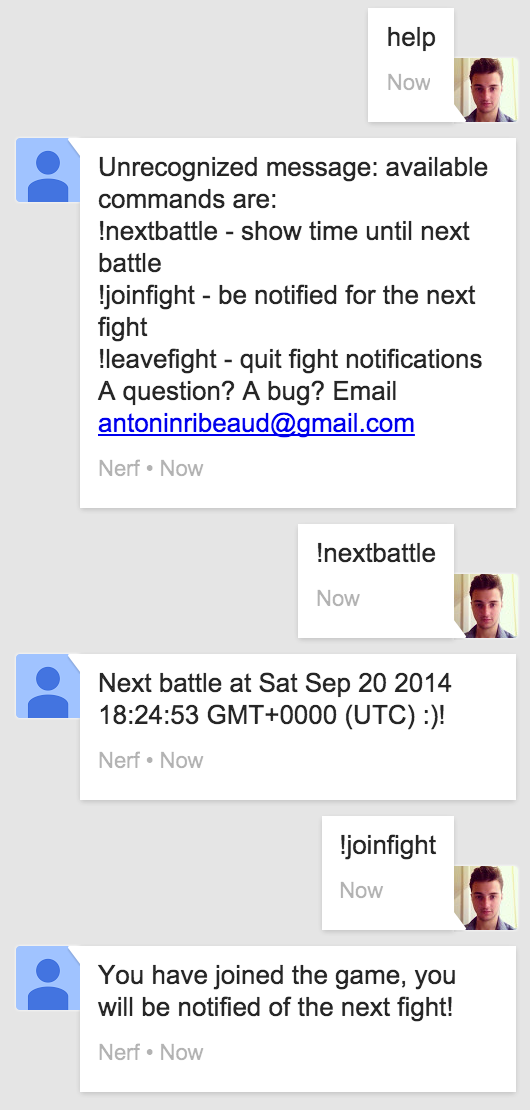 help
Now
Unrecognized message: available
commands are:
!nextbattle - show time until next
battle
!joinfight - be notified for the next
fight
!leavefight - quit fight notifications
A question? A bug? Email
antoninribeaud@gmail.com
Nerf • Now
!nextbattle
Now
Next battle at Sat Sep 20 2014
18:24:53 GMT+0000 (UTC) :)!
Nerf • Now
!joinfight
Now
You have joined the game, you
will be notified of the next fight!
Nerf • Now